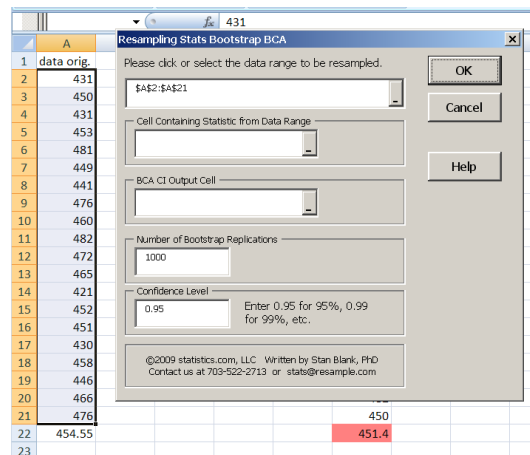 fx 431
Resampling Stats Bootstrap BCA
A
1 data orig.
2 431
3 450
4 431
5 453
6 481
7 449
8 441
9 476
10 460
11 482
12 472
13 465
14 421
15 452
16 451
17 430
18 458
19 446
20 466
21 476 450
22 454.55 451.4
23
Please click or select the data range to be resampled.
$A$2:$A$21
OK
Cancel
Help
Cell Containing Statistic from Data Range
BCA CI Output Cell
Number of Bootstrap Replications
1000
Confidence Level
0.95
Enter 0.95 for 95%, 0.99
for 99%, etc.
©2009 statistics.com, LLC Written by Stan Blank, PhD
Contact us at 703-522-2713 or stats@resample.com